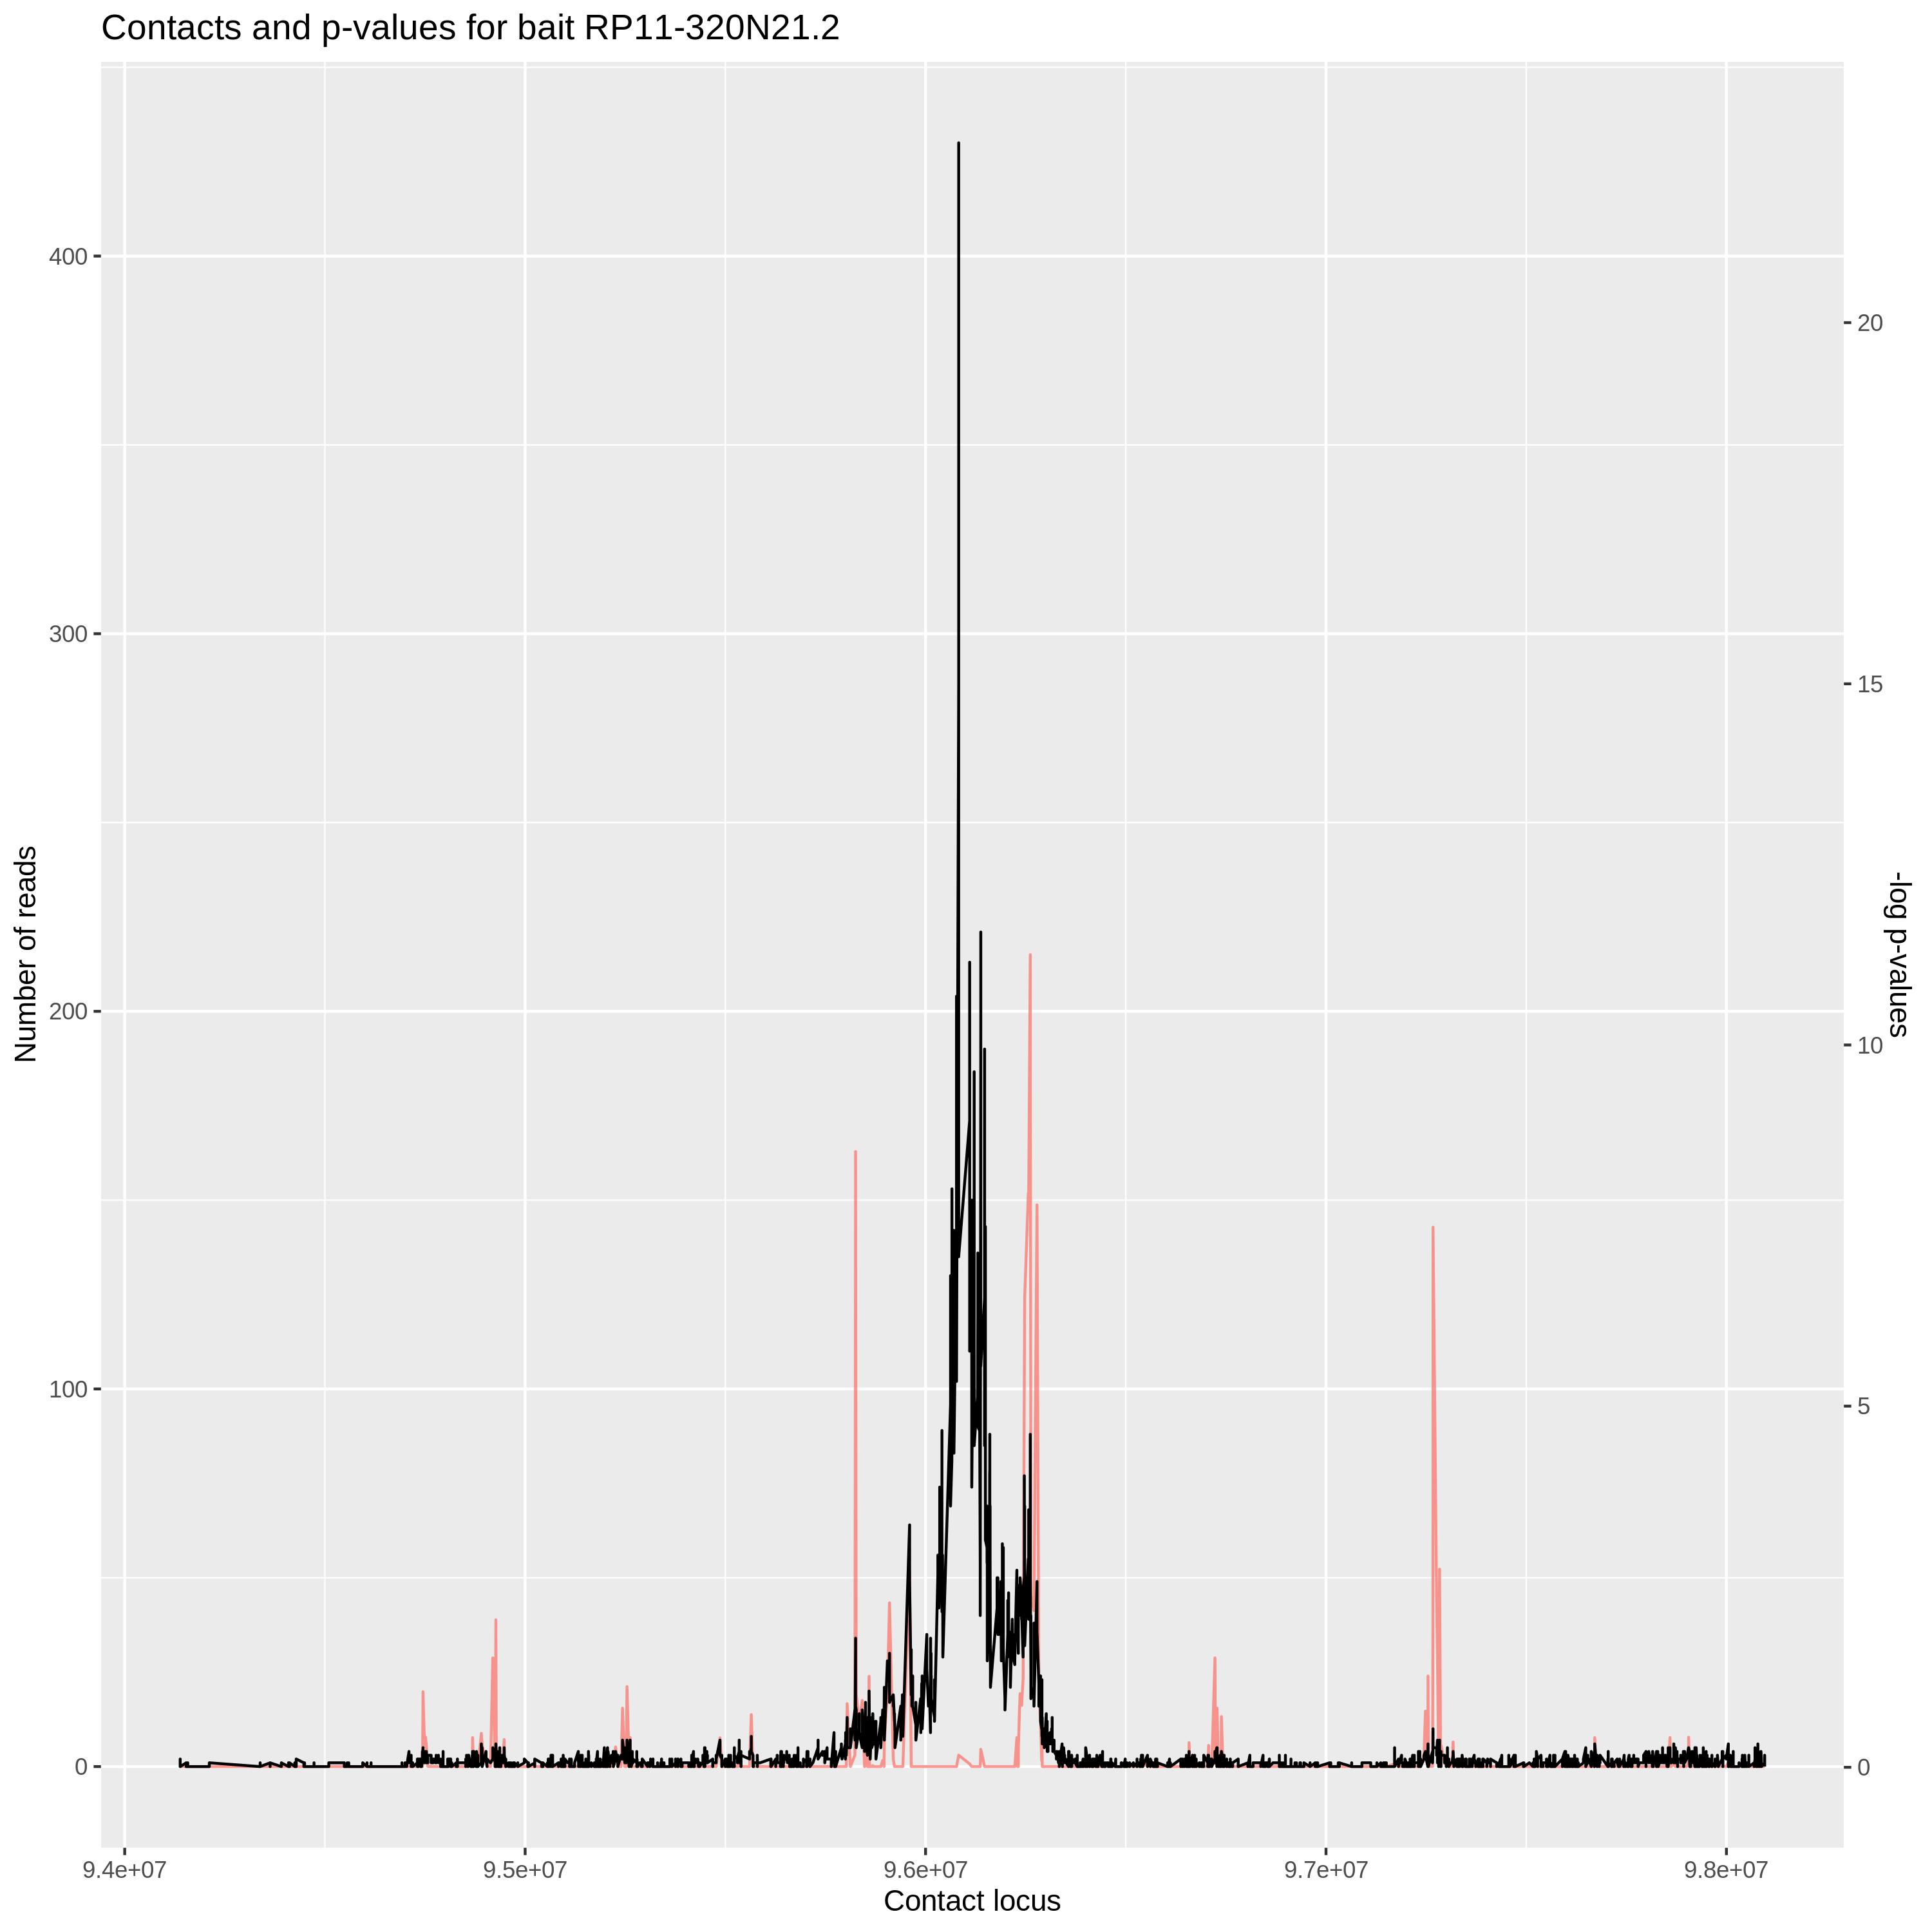 Contacts and p-values for bait RP11-320N21.2
Number of reads
400
300
200
100
0
20
15
10
5
0
-log p-values
9.4e+07 9.5e+07 9.6e+07 9.7e+07 9.8e+07
Contact locus